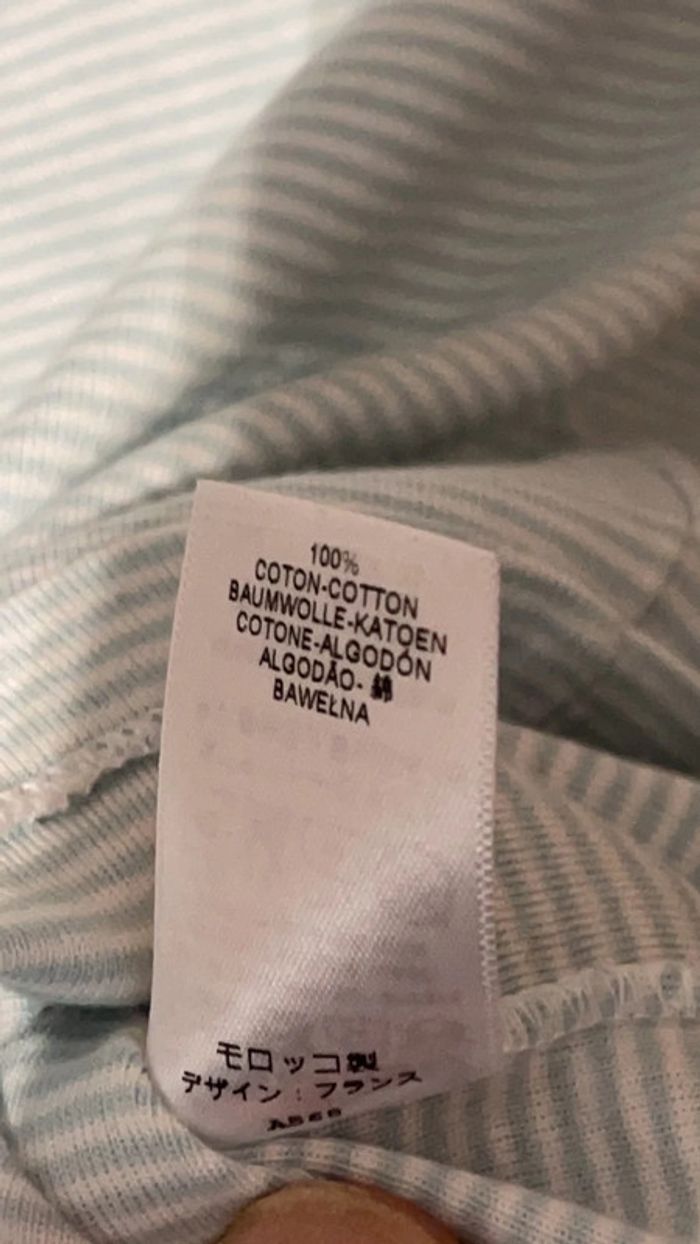 100%
COTON-COTTON
BAUMWOLLE-KATOEN
COTONE-ALGODÓN
ALGODÃO- 綿
BAWEŁNA
モロッコ製
デザイン：フランス